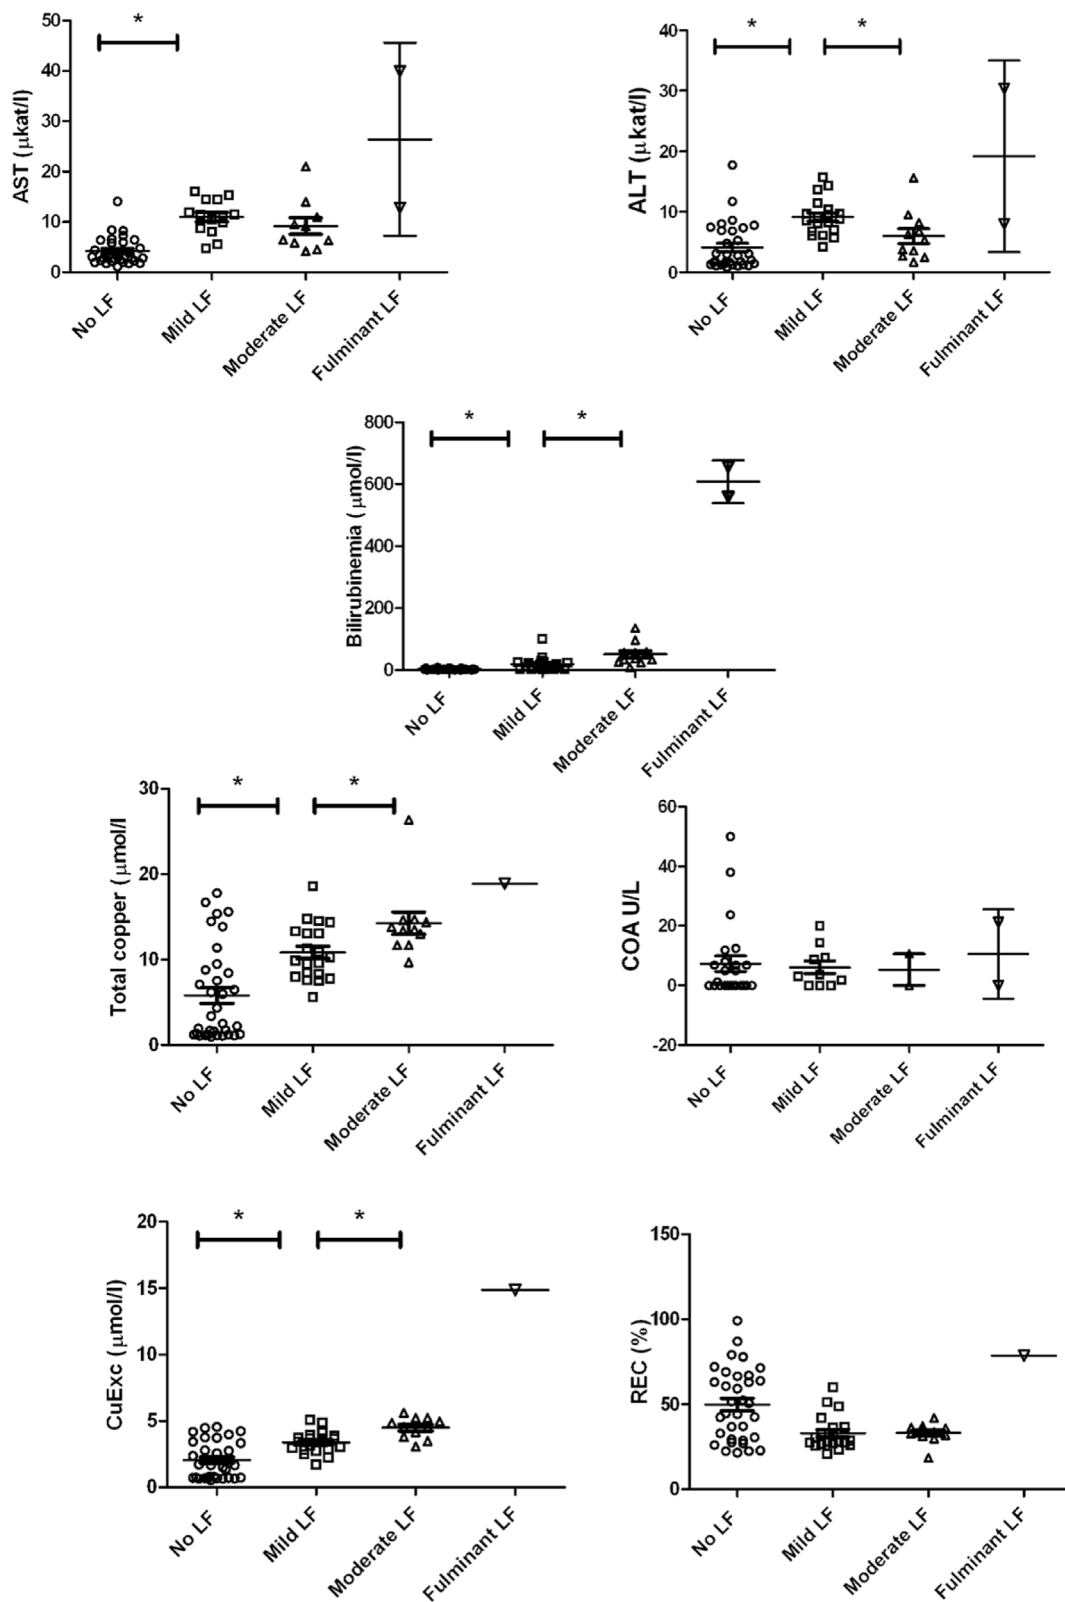 *
50
40
30
20
10
0
AST (μkat/l)
No LF
Mild LF
Moderate LF
Fulminant LF
* *
40
30
20
10
0
ALT (μkat/l)
No LF
Mild LF
Moderate LF
Fulminant LF
* *
800
600
400
200
0
Bilirubinemia (μmol/l)
No LF
Mild LF
Moderate LF
Fulminant LF
* *
30
20
10
0
Total copper (μmol/l
No LF
Mild LF
Moderate LF
Fulminant LF
60
40
20
0
-20
COA U/L
No LF
Mild LF
Moderate LF
Fulminant LF
* *
20
15
10
5
0
CuExc (μmol/l)
No LF
Mild LF
Moderate LF
Fulminant LF
150
100
50
0
REC (%)
No LF
Mild LF
Moderate LF
Fulminant LF